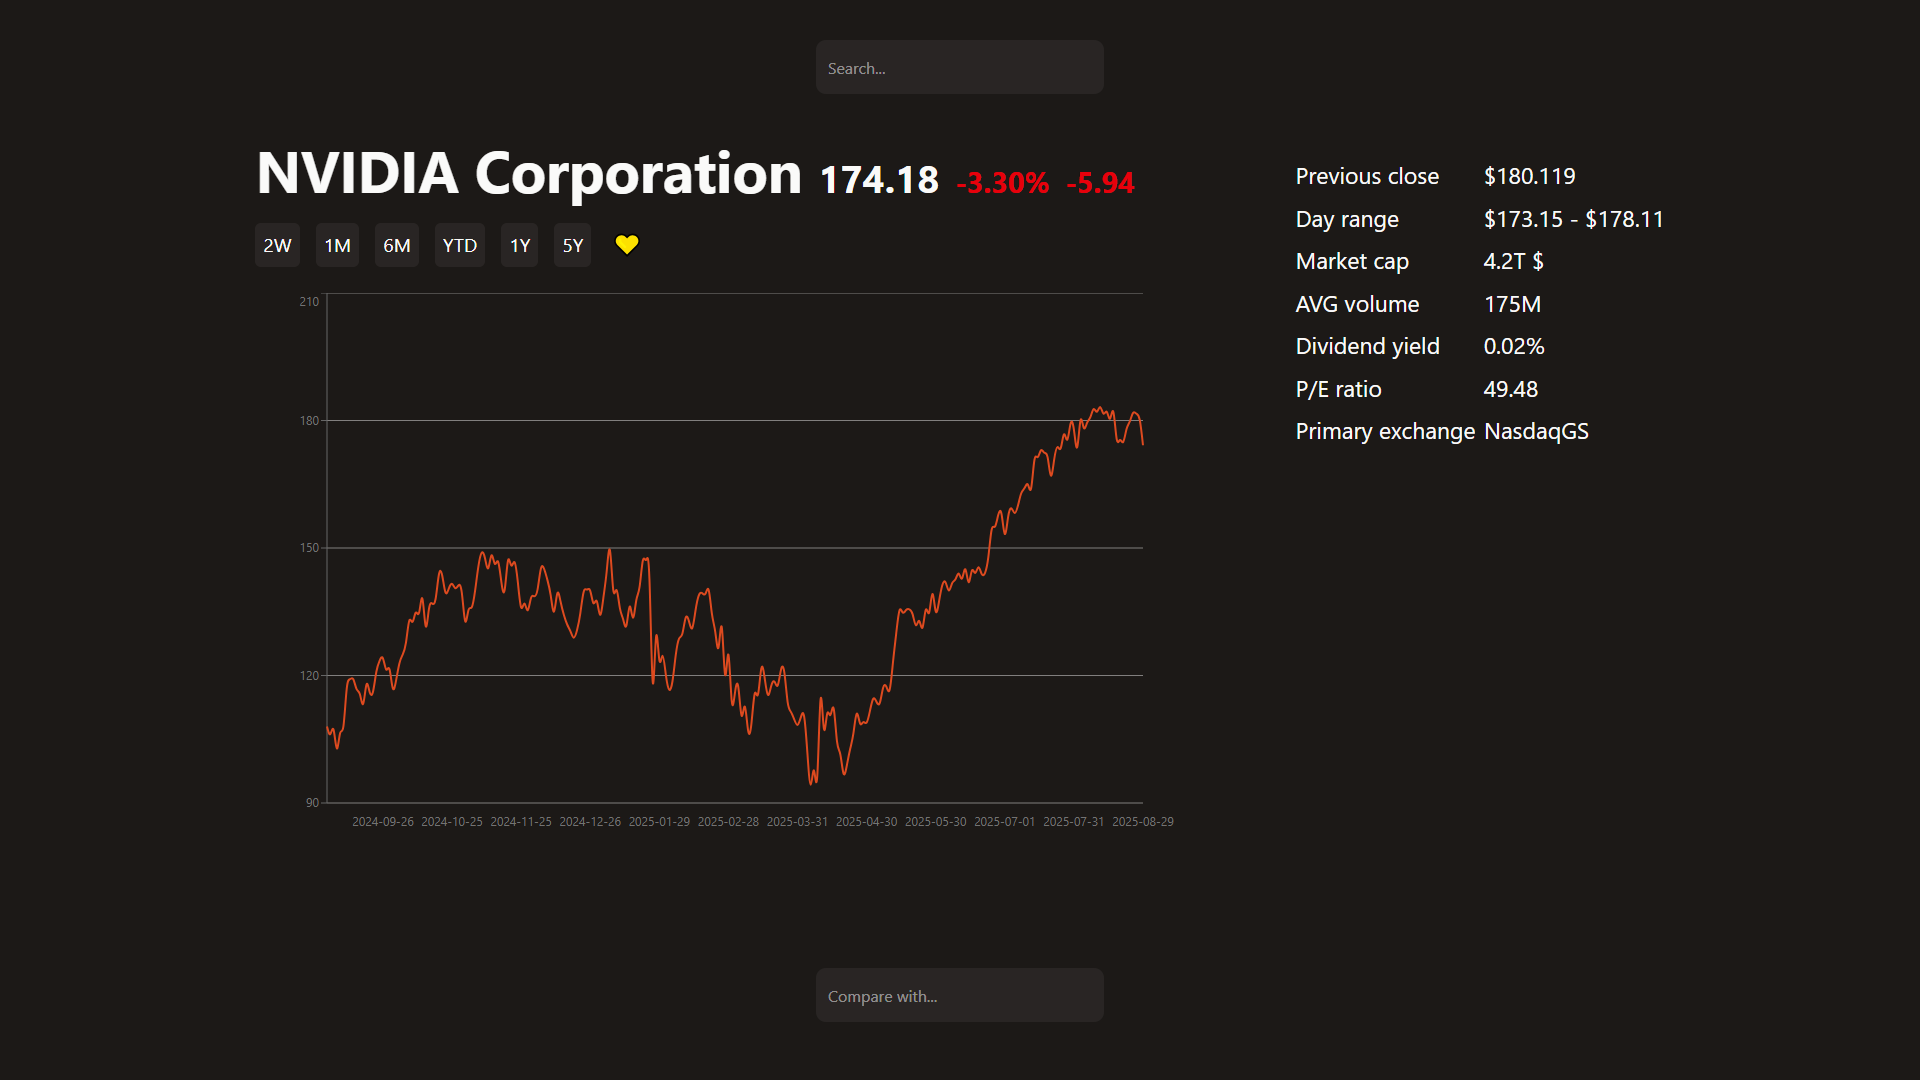 Search...
NVIDIA Corporation 174.18 -3.30% -5.94
2W 1M 6M YTD 1Y 5Y
210
180
150
120
90
2024-09-26 2024-10-25 2024-11-25 2024-12-26 2025-01-29 2025-02-28 2025-03-31 2025-04-30 2025-05-30 2025-07-01 2025-07-31 2025-08-29
Previous close $180.119
Day range $173.15 - $178.11
Market cap 4.2T $
AVG volume 175M
Dividend yield 0.02%
P/E ratio 49.48
Primary exchange NasdaqGS
Compare with...